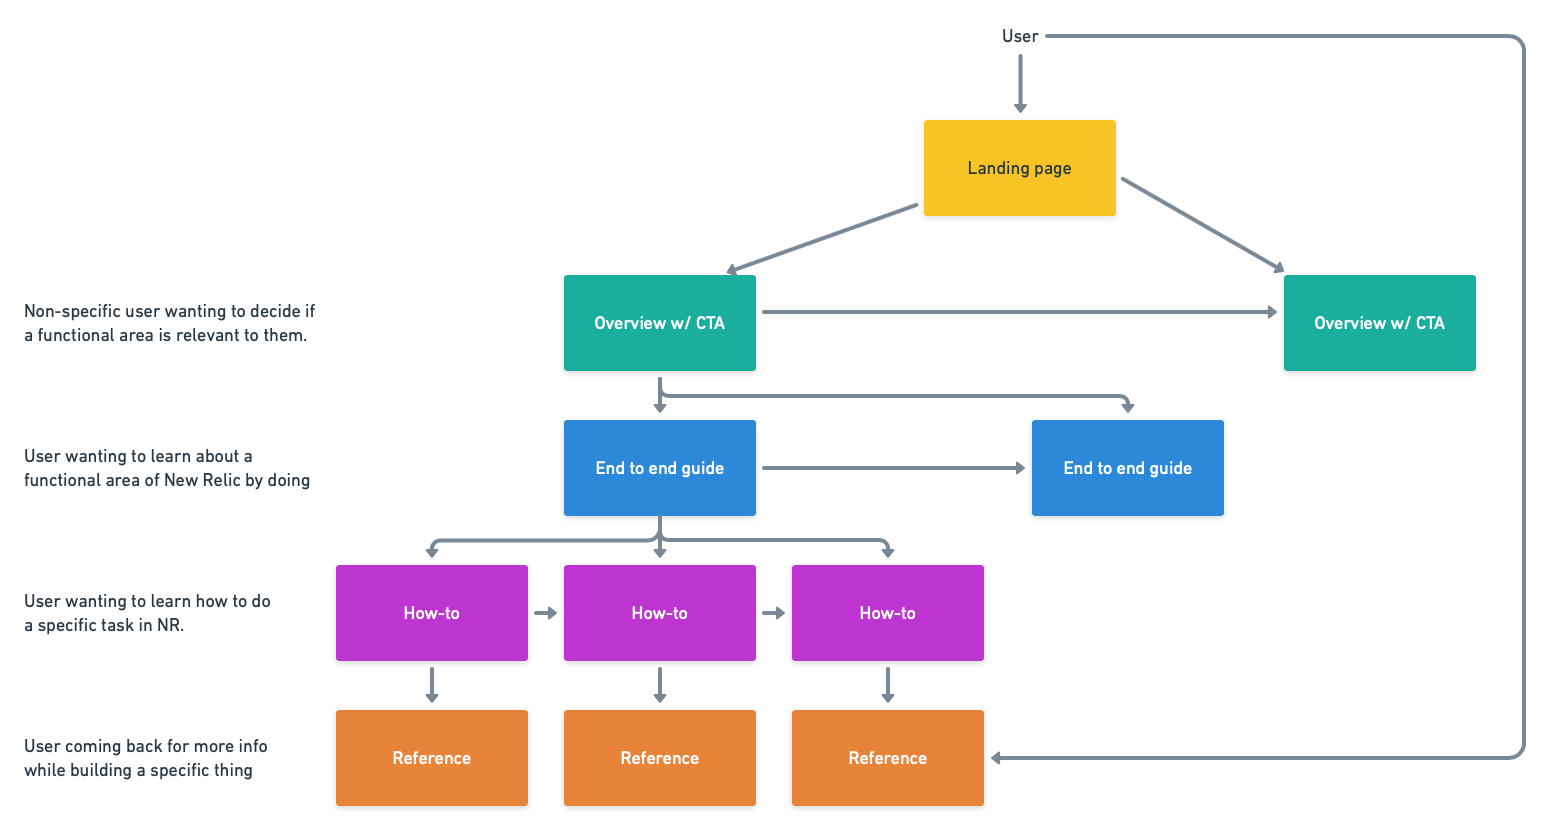 User
Landing page
Non-specific user wanting to decide if
a functional area is relevant to them.
Overview w/ CTA
Overview w/ CTA
User wanting to learn about a
functional area of New Relic by doing
End to end guide
End to end guide
User wanting to learn how to do
a specific task in NR.
How-to
How-to
How-to
User coming back for more info
while building a specific thing
Reference
Reference
Reference